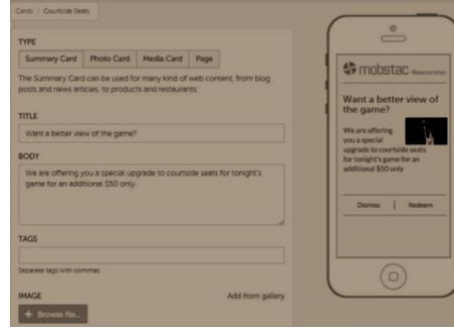 Cards / Courtside Seats
TYPE
Summary Card
Photo Card
Media Card
Page
The Summary Card can be used for many kind of web content, from blog
posts and news articles, to products and restaurants.
TITLE
Want a better view of the game?
BODY
We are offering you a special upgrade to courtside seats for tonight's
game for an additional $50 only.
TAGS
Separate tags with commas
IMAGE
Add from gallery
+ Browse file...
mobstac Beaconstac
Want a better view of
the game?
We are offering
you a special
upgrade to courtside seats
for tonight's game for an
additional $50 only
Dismiss | Redeem